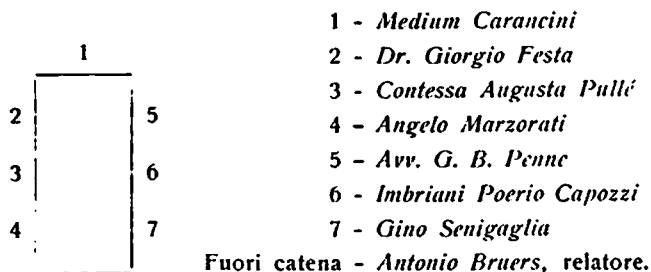 1 - Medium Carancini
2 - Dr. Giorgio Festa
3 - Contessa Augusta Pullé
4 - Angelo Marzorati
5 - Avv. G. B. Penne
6 - Imbriani Poerio Capozzi
7 - Gino Senigaglia
Fuori catena - Antonio Bruers, relatore.
1
2 5
3 6
4 7